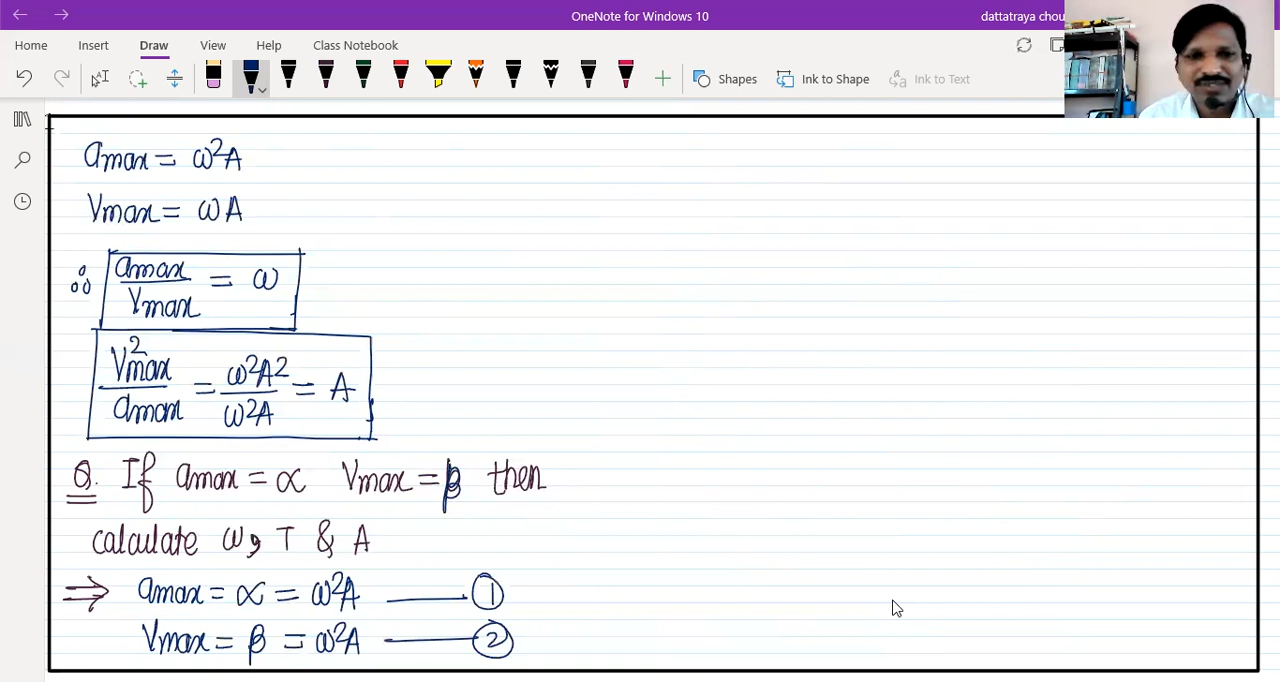 OneNote for Windows 10
dattatraya chou
Home Insert Draw View Help Class Notebook
Shapes Ink to Shape Ink to Text
amax = ω²A
Vmax = ωA
∴ amax/Vmax = ω
V²max/amax = ω²A²/ω²A = A
Q. If amax = α Vmax = β then
calculate ω, T & A
⇒ amax = α = ω²A —— ①
Vmax = β = ω²A —— ②